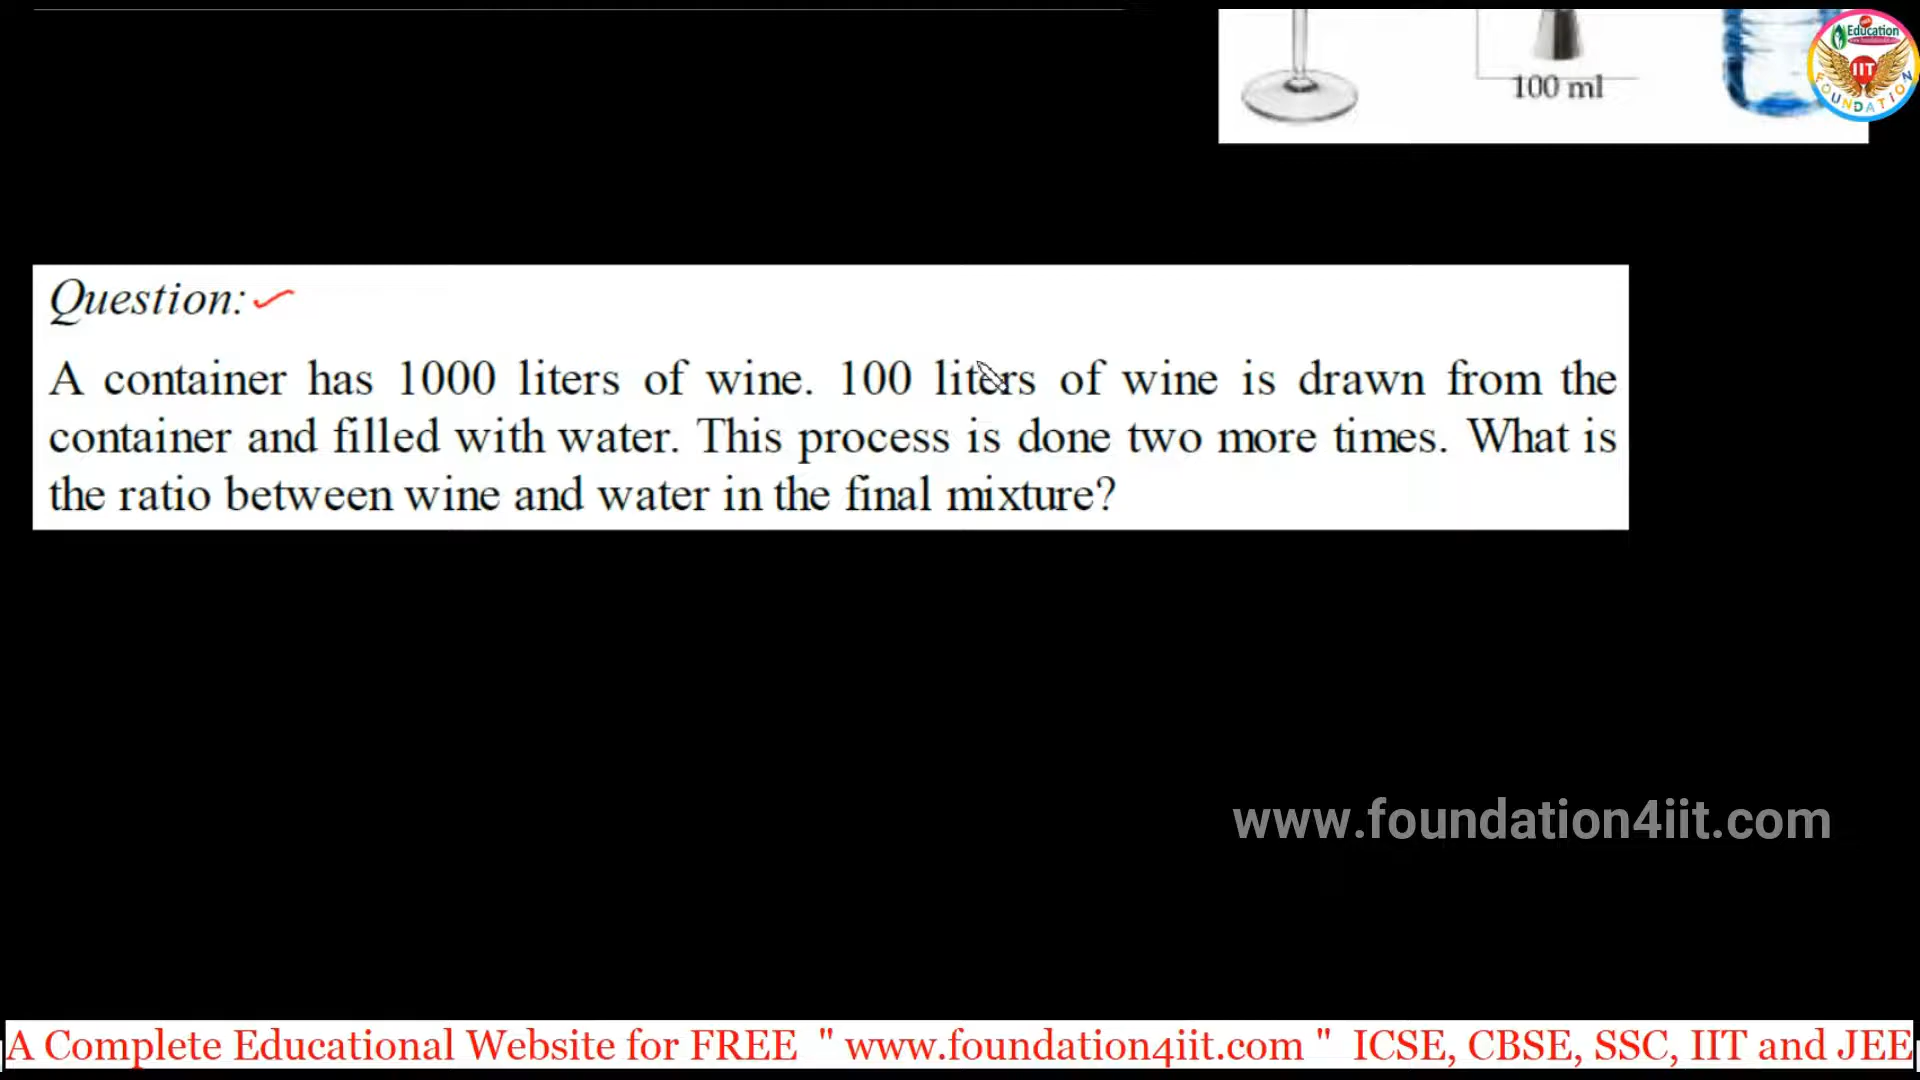 100 ml
Education
IIT
FOUNDATION
Question:
A container has 1000 liters of wine. 100 liters of wine is drawn from the
container and filled with water. This process is done two more times. What is
the ratio between wine and water in the final mixture?
www.foundation4iit.com
A Complete Educational Website for FREE " www.foundation4iit.com " ICSE, CBSE, SSC, IIT and JEE